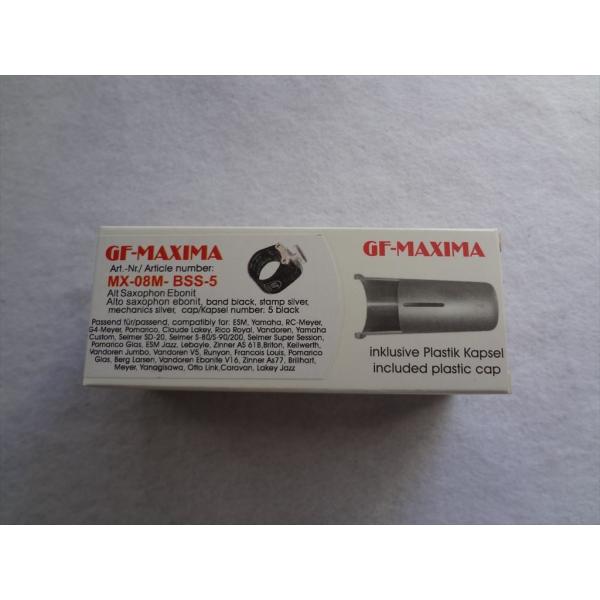 GF-MAXIMA
Art.-Nr./ Article number:
MX-08M- BSS-5
Alt Saxophon Ebonit
Alto saxophon ebonit, band black, stamp silver,
mechanics silver, cap/Kapsel number: 5 black
Passend für/passend, compatibly for: ESM, Yamaha, RC-Meyer,
G4-Meyer, Pomarico, Claude Lakey, Rico Royal, Vandoren, Yamaha
Custom, Selmer SD-20, Selmer S-80/S-90/200, Selmer Super Session,
Pomarico Glas, ESM Jazz, Lebayle, Zinner AS 61B,Briton, Keilwerth,
Vandoren Jumbo, Vandoren V5, Runyan, Francois Louis, Pomarico
Glas, Berg Larsen, Vandoren Ebanite V16, Zinner As77, Brillhart,
Meyer, Yanagisawa, Otto Link,Caravan, Lakey Jazz
GF-MAXIMA
inklusive Plastik Kapsel
included plastic cap